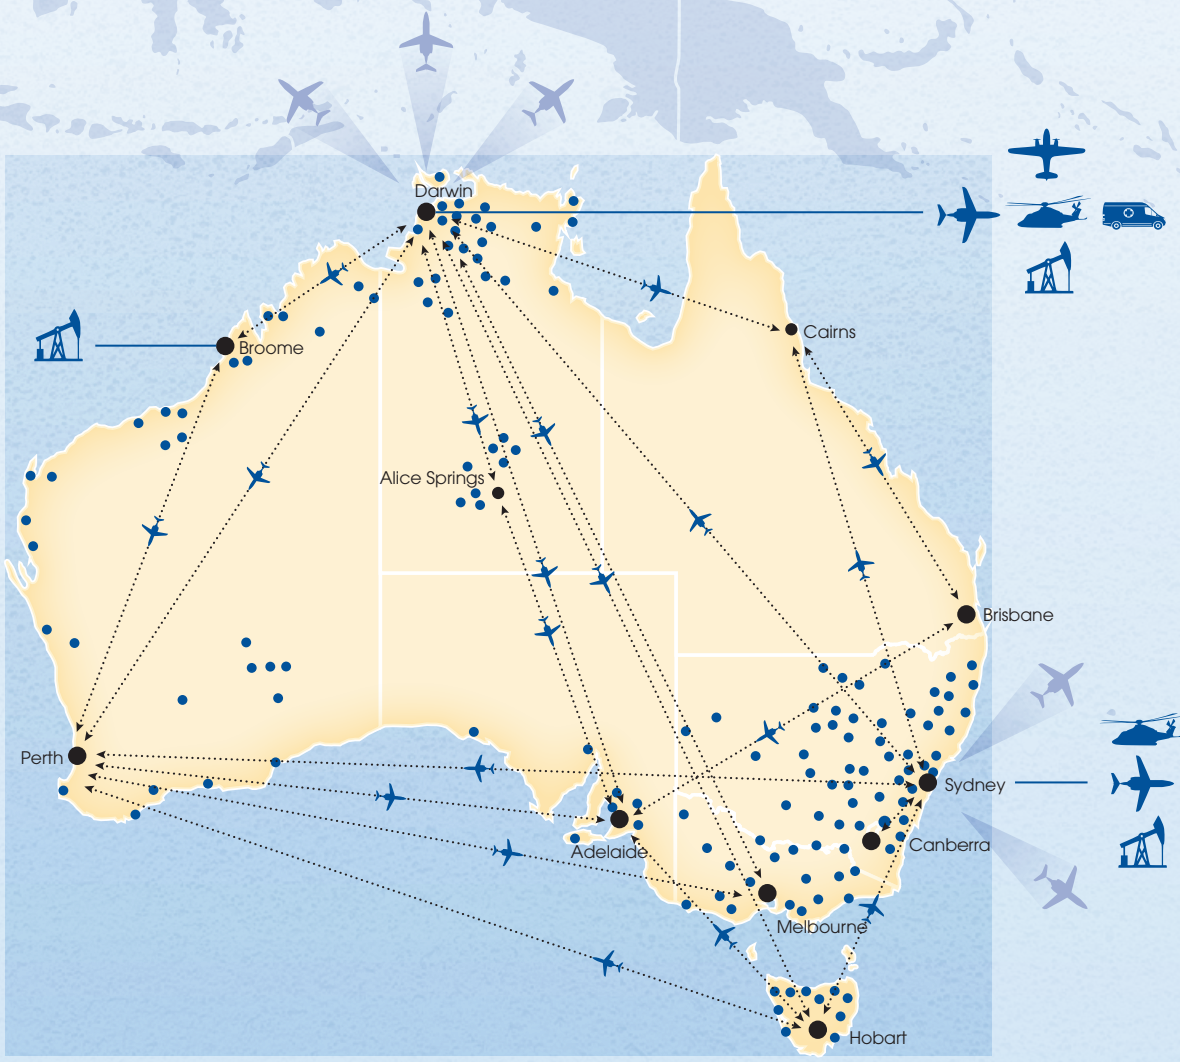 Darwin
Cairns
Broome
Alice Springs
Brisbane
Perth
Sydney
Adelaide
Canberra
Melbourne
Hobart